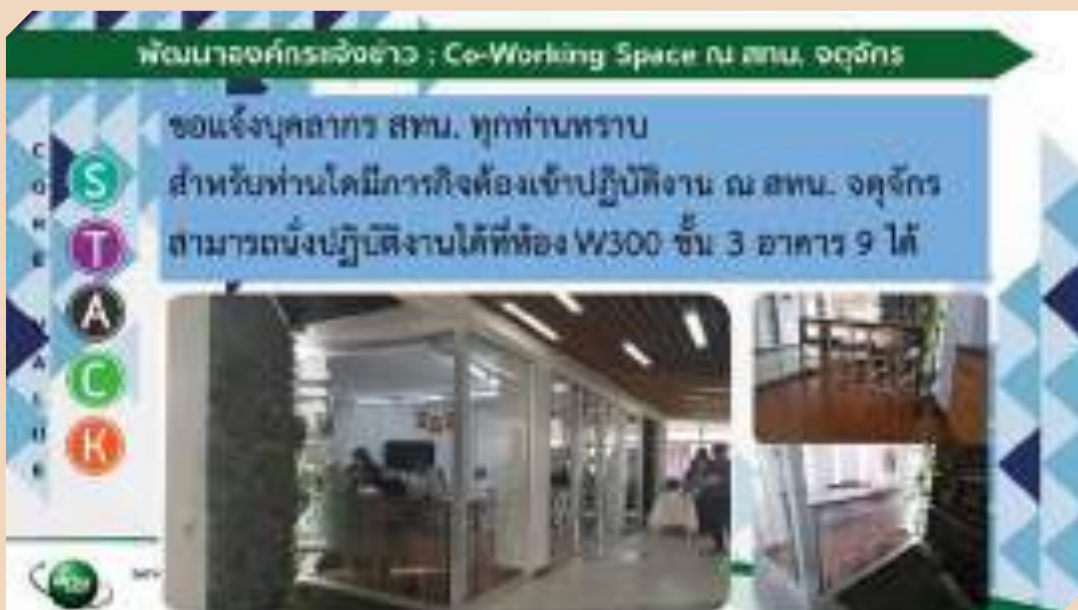 พัฒนาองค์กรแจ้งข่าว : Co-Working Space ณ สทน. จตุจักร
ขอแจ้งบุคลากร สทน. ทุกท่านทราบ
สำหรับท่านใดมีภารกิจต้องเข้าปฏิบัติงาน ณ สทน. จตุจักร
สามารถนั่งปฏิบัติงานได้ที่ห้อง W300 ชั้น 3 อาคาร 9 ได้
CORE VALUE
S
T
A
C
K